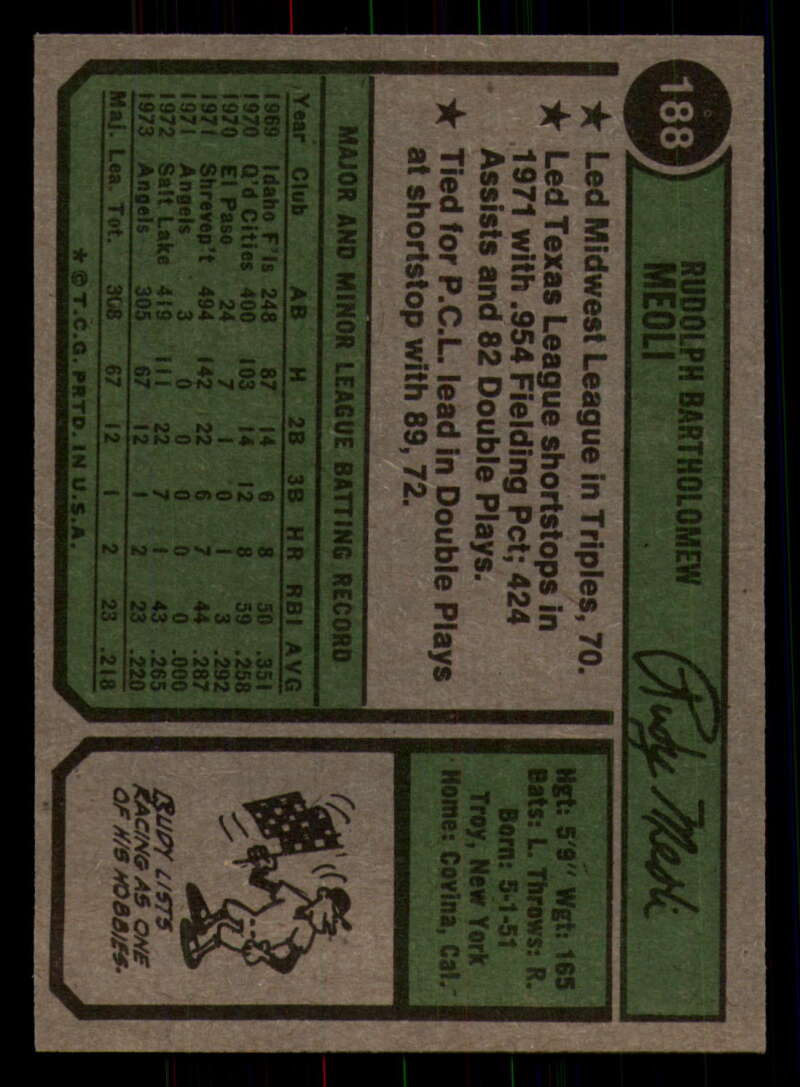 188
RUDOLPH BARTHOLOMEW
MEOLI
Rudy Meoli
★ Led Midwest League in Triples, 70.
★ Led Texas League shortstops in
1971 with .954 Fielding Pct; 424
Assists and 82 Double Plays.
★ Tied for P.C.L. lead in Double Plays
at shortstop with 89, 72.
Hgt: 5'9" Wgt: 165
Bats: L. Throws: R.
Born: 5-1-51
Troy, New York
Home: Covina, Cal.
MAJOR AND MINOR LEAGUE BATTING RECORD
Year Club AB H 2B 3B HR RBI AVG
1969 Idaho F'ls 248 87 14 6 8 50 .351
1970 Q'd Cities 400 103 14 12 8 59 .258
1970 El Paso 24 7 1 0 1 3 .292
1971 Shrevep't 494 142 22 6 7 44 .287
1971 Angels 3 0 0 0 0 0 .000
1972 Salt Lake 419 111 22 7 1 43 .265
1973 Angels 305 67 12 1 2 23 .220
Maj. Lea. Tot. 308 67 12 1 2 23 .218
* © T.C.G. PRTD. IN U.S.A.
RUDY LISTS
RACING AS ONE
OF HIS HOBBIES.